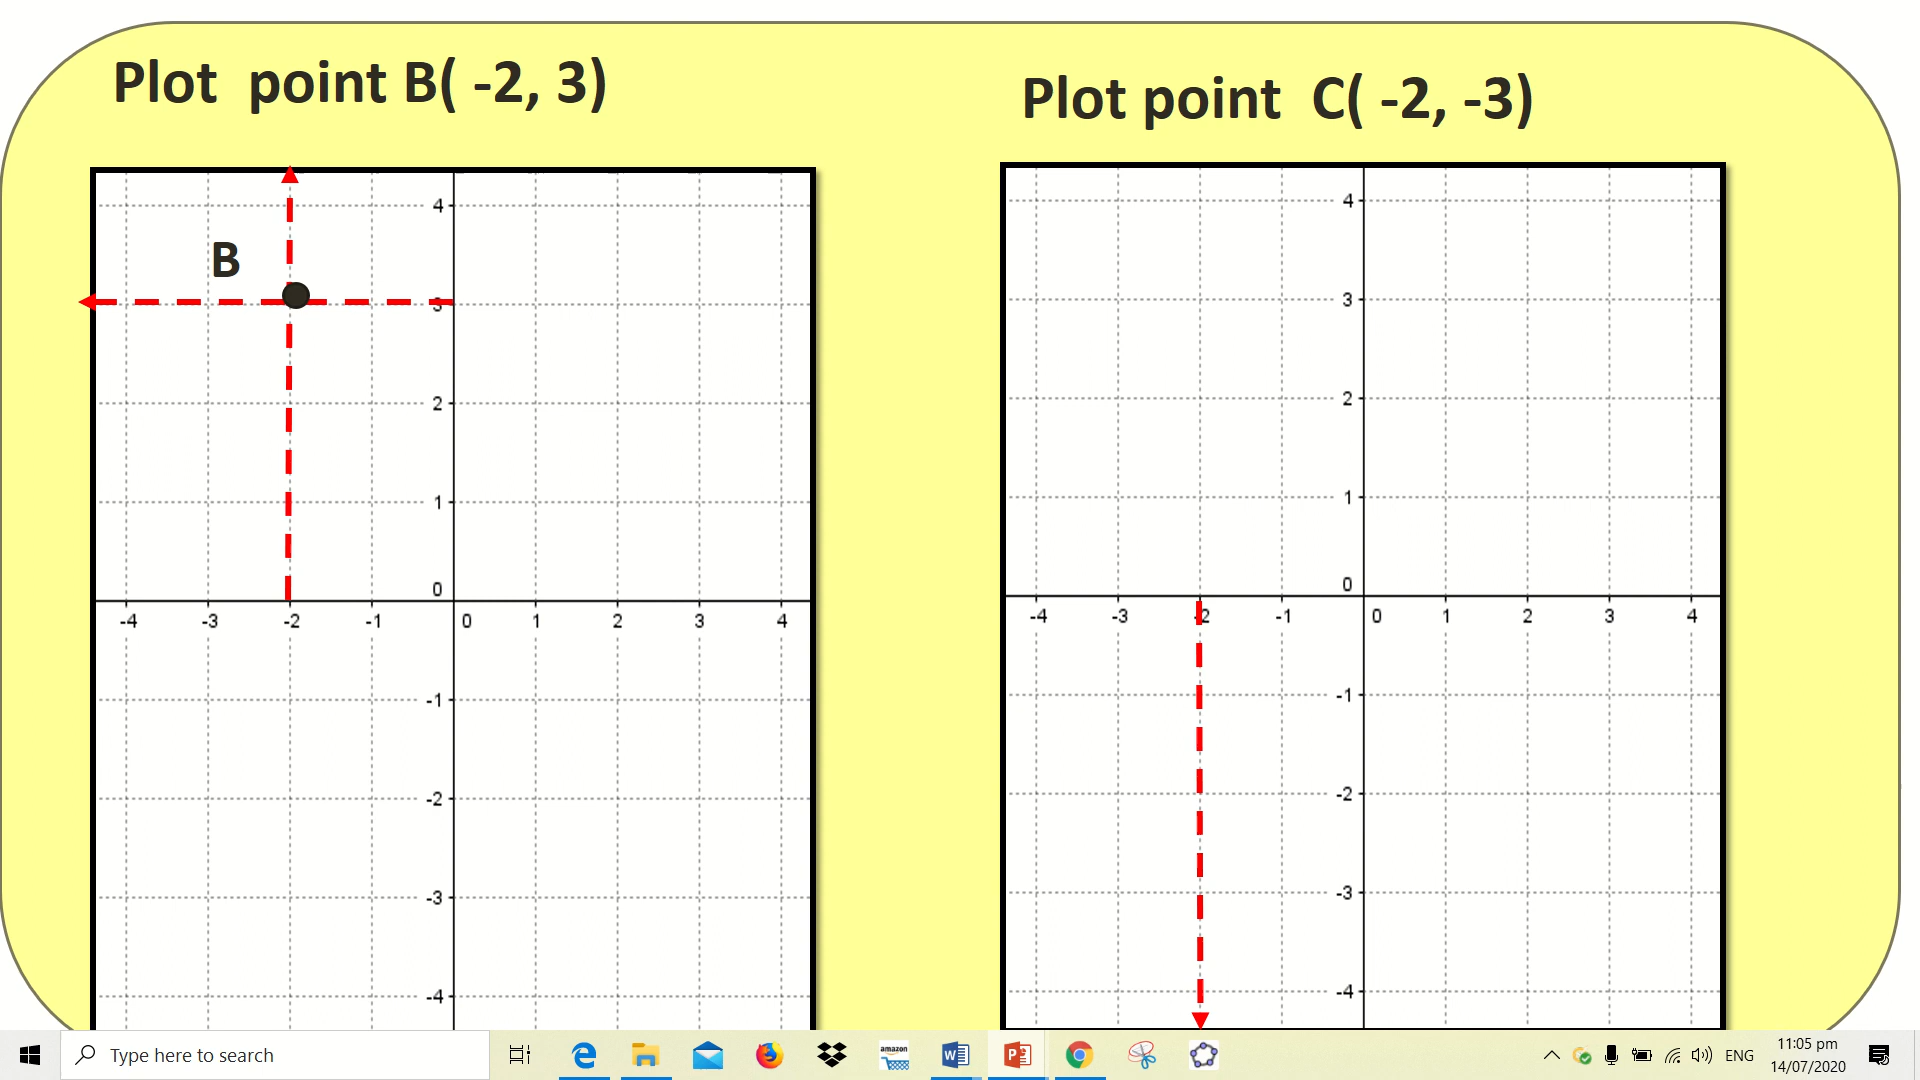 Plot point B( -2, 3)
Plot point C( -2, -3)
B
4
3
2
1
0
-4 -3 -2 -1 0 1 2 3 4
-1
-2
-3
-4
4
3
2
1
0
-4 -3 -2 -1 0 1 2 3 4
-1
-2
-3
-4
Type here to search
amazon
ENG
11:05 pm
14/07/2020